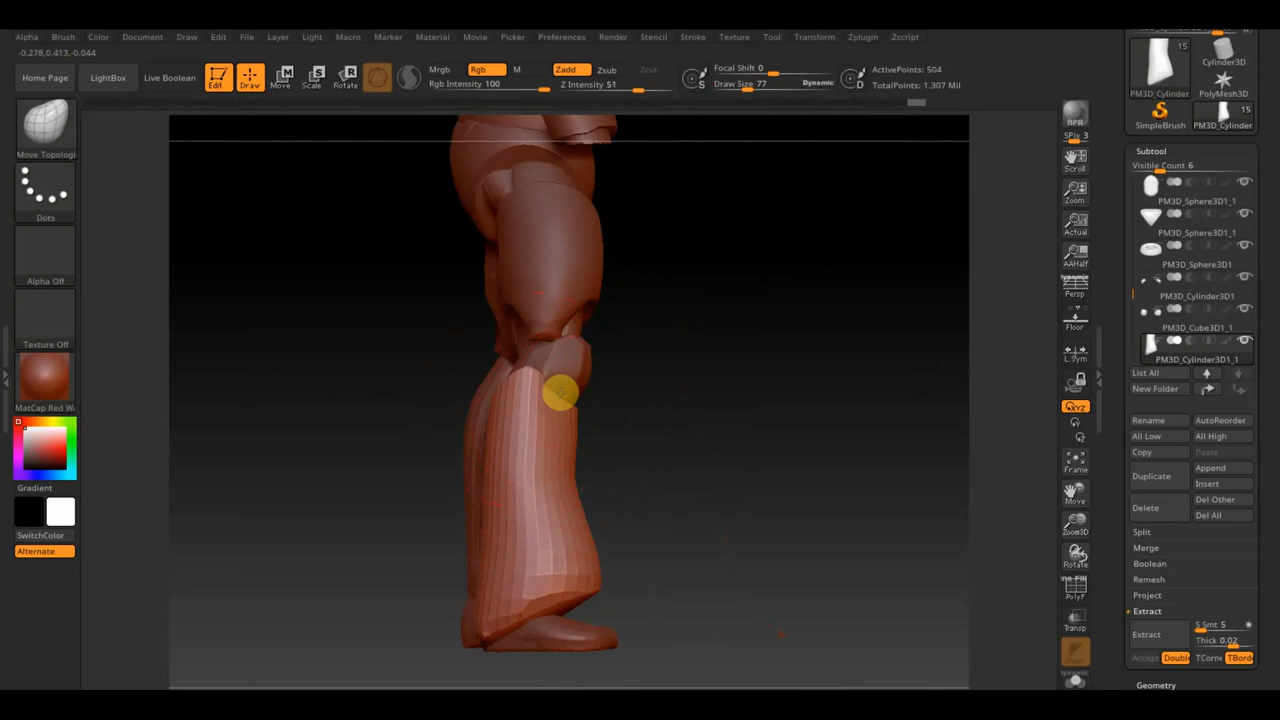 Alpha Brush Color Document Draw Edit File Layer Light Macro Marker Material Movie Picker Preferences Render Stencil Stroke Texture Tool Transform Zplugin Zscript
-0.278,0.413,-0.044
Home Page LightBox Live Boolean Edit Draw Move Scale Rotate Mrgb Rgb M Zadd Zsub Zcut Focal Shift 0 ActivePoints: 504
Rgb Intensity 100 Z Intensity 51 S Draw Size 77 Dynamic D TotalPoints: 1.307 Mil
Move Topologi
Dots
Alpha Off
Texture Off
MatCap Red Wa
Gradient
SwitchColor
Alternate
BPR
SPix 3
Scroll
Zoom
Actual
AAHalf
Persp
Floor
L.Sym
XYZ
Frame
Move
Zoom3D
Rotate
PolyF
Transp
15
Cylinder3D
PM3D_Cylinder PolyMesh3D
15
SimpleBrush PM3D_Cylinder
Subtool
Visible Count 6
PM3D_Sphere3D1_1
PM3D_Sphere3D1_1
PM3D_Sphere3D1
PM3D_Cylinder3D1
PM3D_Cube3D1_1
PM3D_Cylinder3D1_1
List All
New Folder
Rename AutoReorder
All Low All High
Copy Paste
Duplicate Append
Insert
Delete Del Other
Del All
Split
Merge
Boolean
Remesh
Project
Extract
Extract S Smt 5
Thick 0.02
Accept Double TCorne TBorde
Geometry